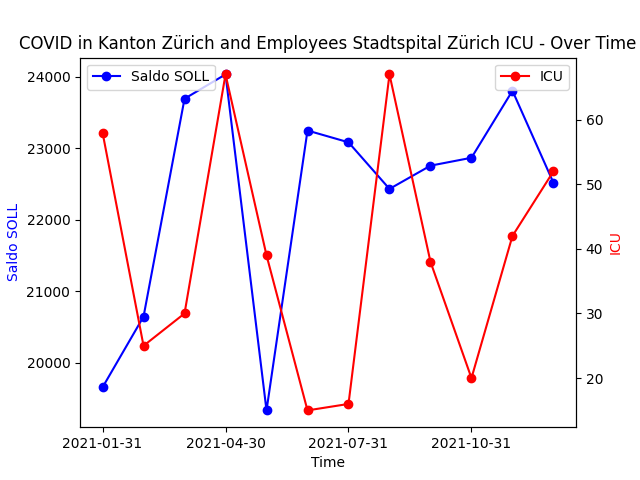 COVID in Kanton Zürich and Employees Stadtspital Zürich ICU - Over Time
Saldo SOLL
ICU
24000
23000
22000
21000
20000
Saldo SOLL
60
50
40
30
20
ICU
2021-01-31
2021-04-30
2021-07-31
2021-10-31
Time